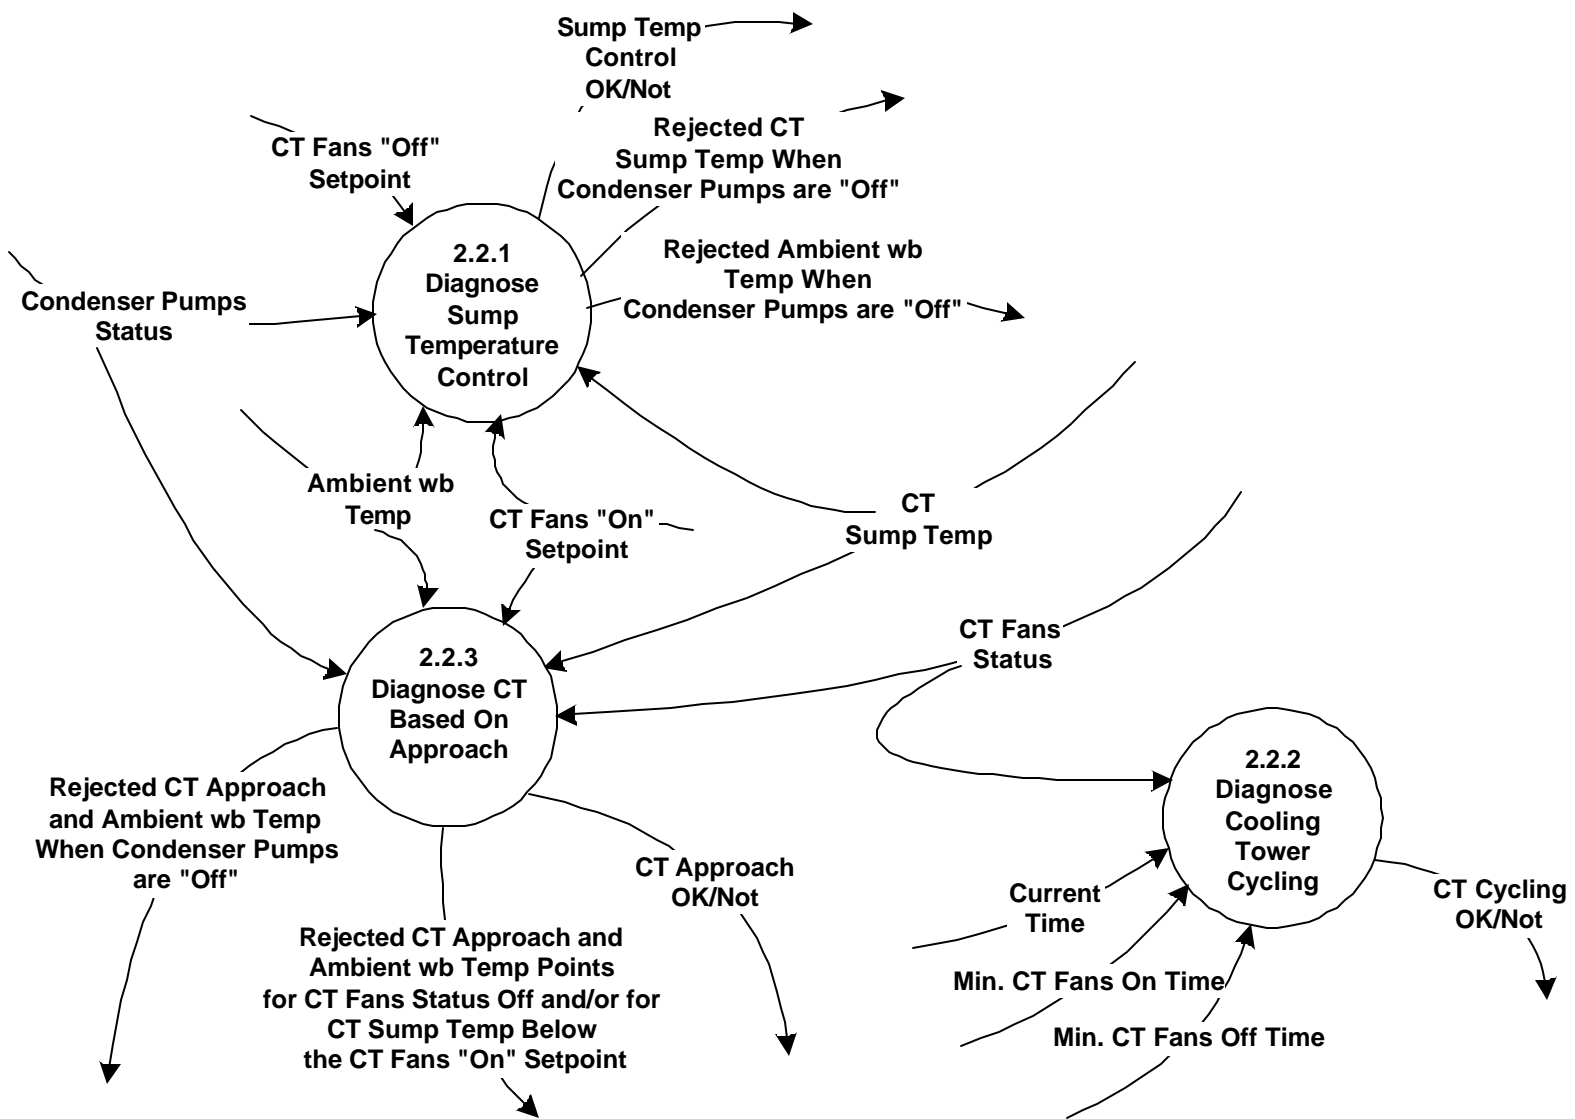 Sump Temp
Control
OK/Not
Rejected CT
Sump Temp When
Condenser Pumps are "Off"
CT Fans "Off"
Setpoint
2.2.1
Diagnose
Sump
Temperature
Control
Rejected Ambient wb
Temp When
Condenser Pumps are "Off"
Condenser Pumps
Status
Ambient wb
Temp
CT Fans "On"
Setpoint
CT
Sump Temp
CT Fans
Status
2.2.3
Diagnose CT
Based On
Approach
2.2.2
Diagnose
Cooling
Tower
Cycling
Rejected CT Approach
and Ambient wb Temp
When Condenser Pumps
are "Off"
CT Approach
OK/Not
Rejected CT Approach and
Ambient wb Temp Points
for CT Fans Status Off and/or for
CT Sump Temp Below
the CT Fans "On" Setpoint
Current
Time
CT Cycling
OK/Not
Min. CT Fans On Time
Min. CT Fans Off Time